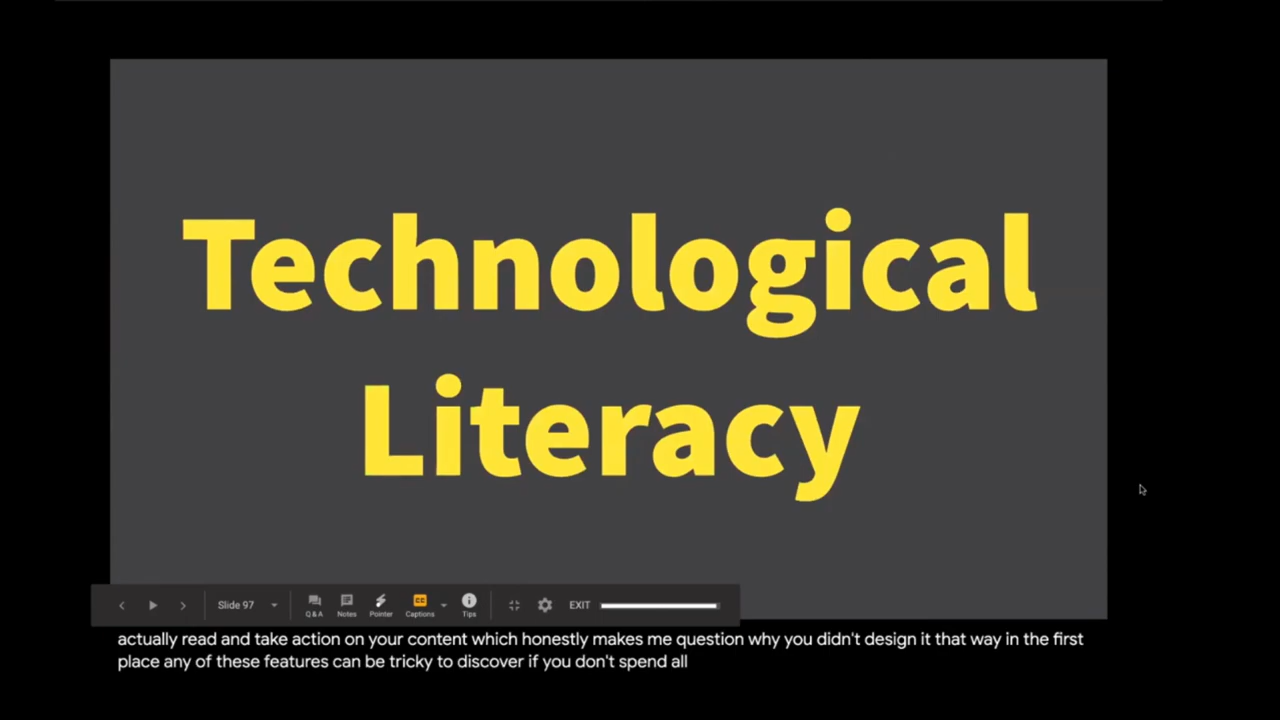 Technological
Literacy
Slide 97
Q & A
Notes
Pointer
CC
Captions
Tips
EXIT
actually read and take action on your content which honestly makes me question why you didn't design it that way in the first
place any of these features can be tricky to discover if you don't spend all